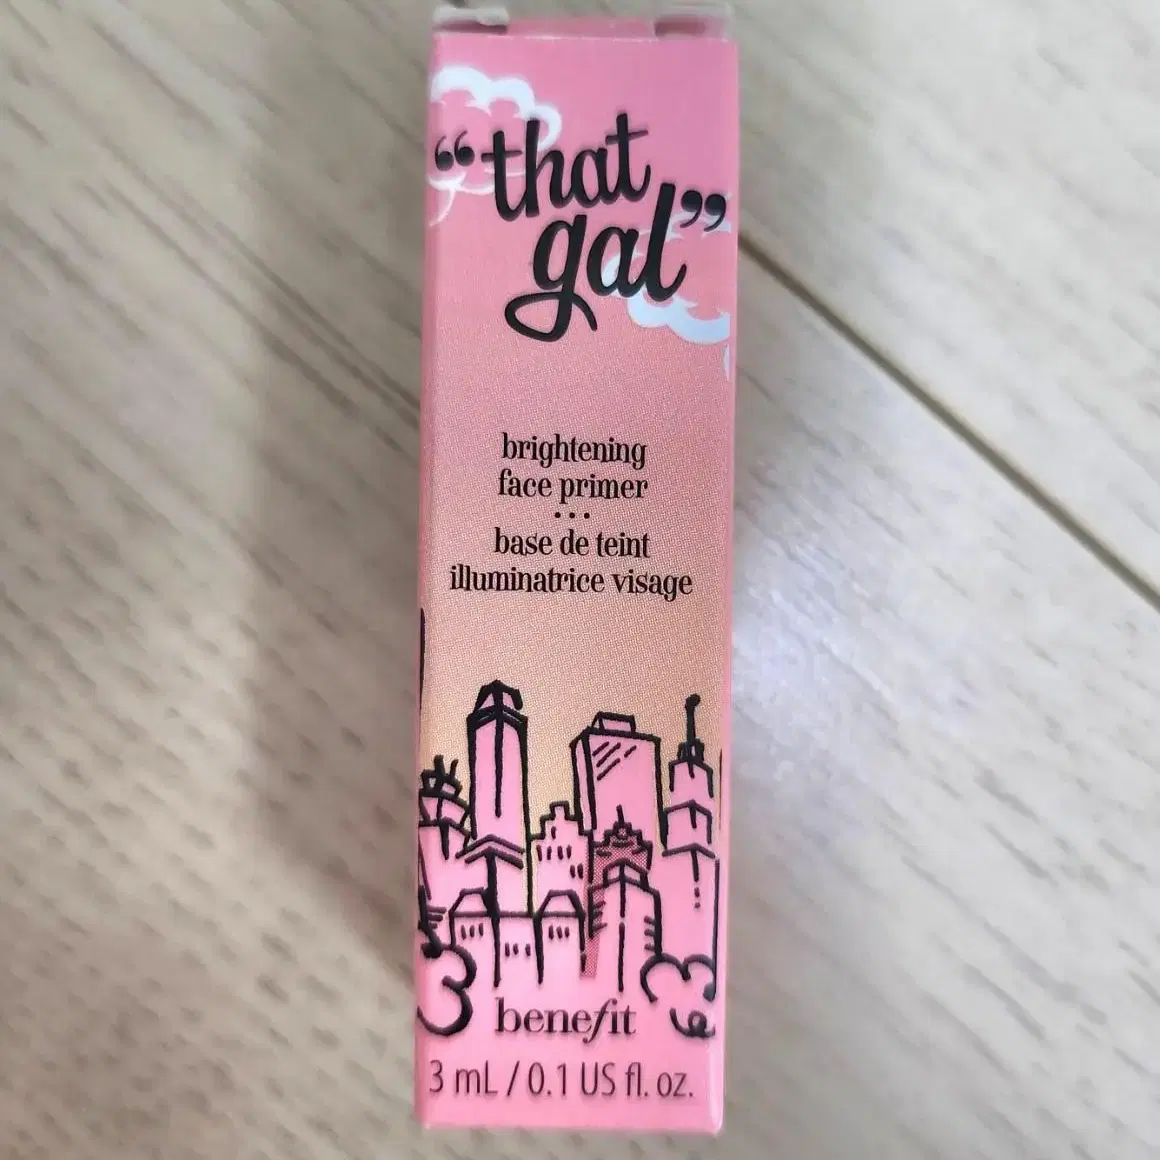 “that
gal”
brightening
face primer
•••
base de teint
illuminatrice visage
benefit
3 mL / 0.1 US fl. oz.